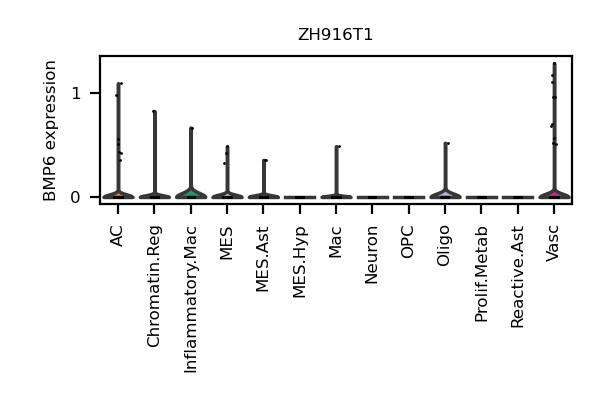 ZH916T1
BMP6 expression
1
0
AC
Chromatin.Reg
Inflammatory.Mac
MES
MES.Ast
MES.Hyp
Mac
Neuron
OPC
Oligo
Prolif.Metab
Reactive.Ast
Vasc